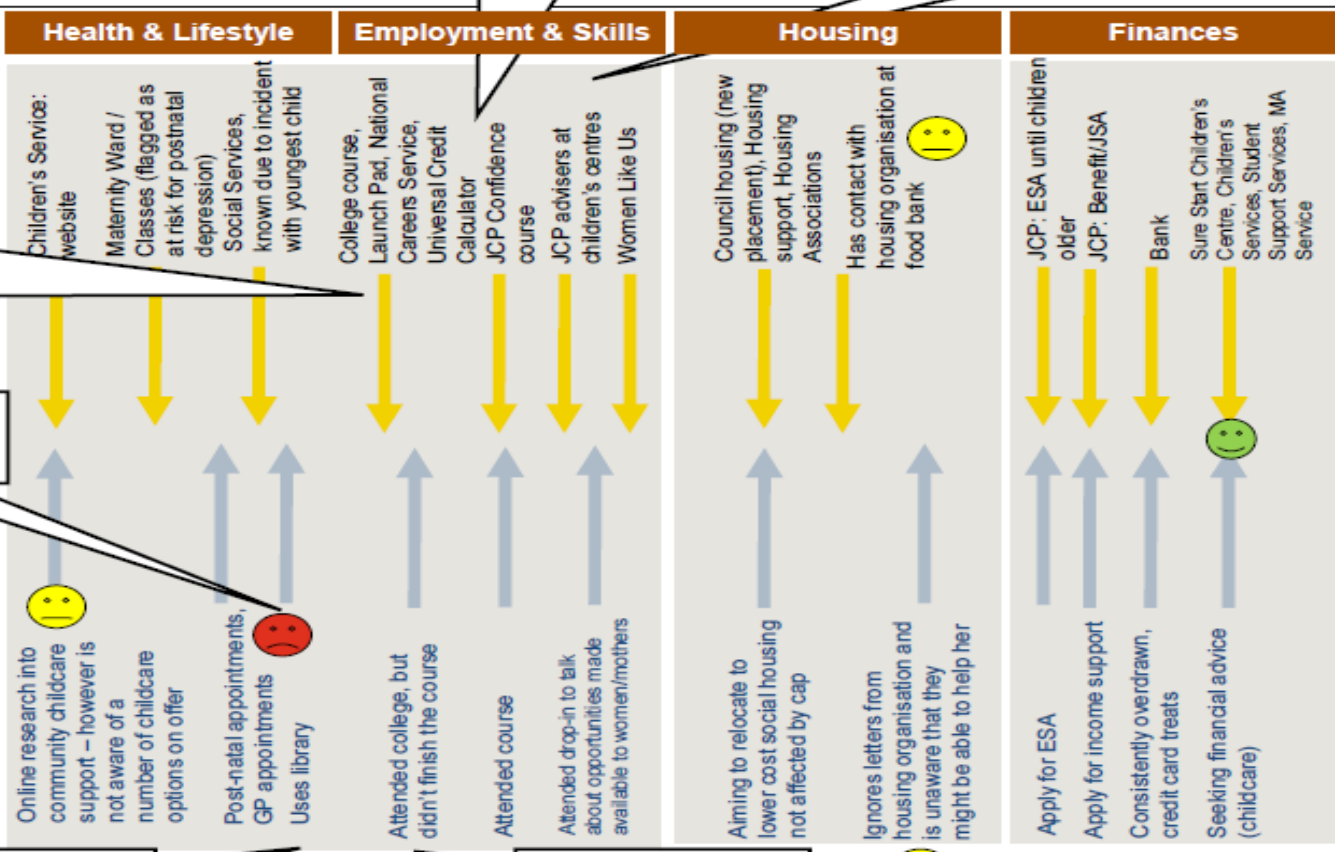 Health & Lifestyle
Employment & Skills
Housing
Finances
Children's Service:
website
Maternity Ward /
Classes (flagged as
at risk for postnatal
depression)
Social Services,
known due to incident
with youngest child
College course,
Launch Pad, National
Careers Service,
Universal Credit
Calculator
JCP Confidence
course
JCP advisers at
children's centres
Women Like Us
Council housing (new
placement), Housing
support, Housing
Associations
Has contact with
housing organisation at
food bank
JCP: ESA until children
older
JCP: Benefit/JSA
Bank
Sure Start Children's
Centre, Children's
Services, Student
Support Services, MA
Service
Online research into
community childcare
support – however is
not aware of a
number of childcare
options on offer
Post-natal appointments,
GP appointments
Uses library
Attended college, but
didn't finish the course
Attended course
Attended drop-in to talk
about opportunities made
available to women/mothers
Aiming to relocate to
lower cost social housing
not affected by cap
Ignores letters from
housing organisation and
is unaware that they
might be able to help her
Apply for ESA
Apply for income support
Consistently overdrawn,
credit card treats
Seeking financial advice
(childcare)